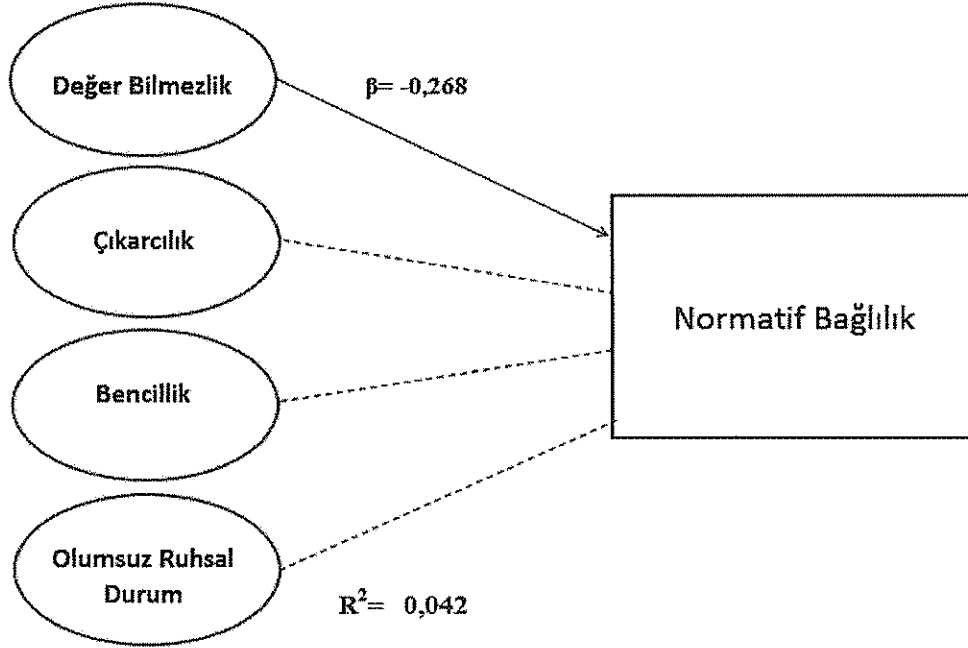 Değer Bilmezlik
β= -0,268
Çıkarcılık
Normatif Bağlılık
Bencillik
Olumsuz Ruhsal
Durum
R²= 0,042